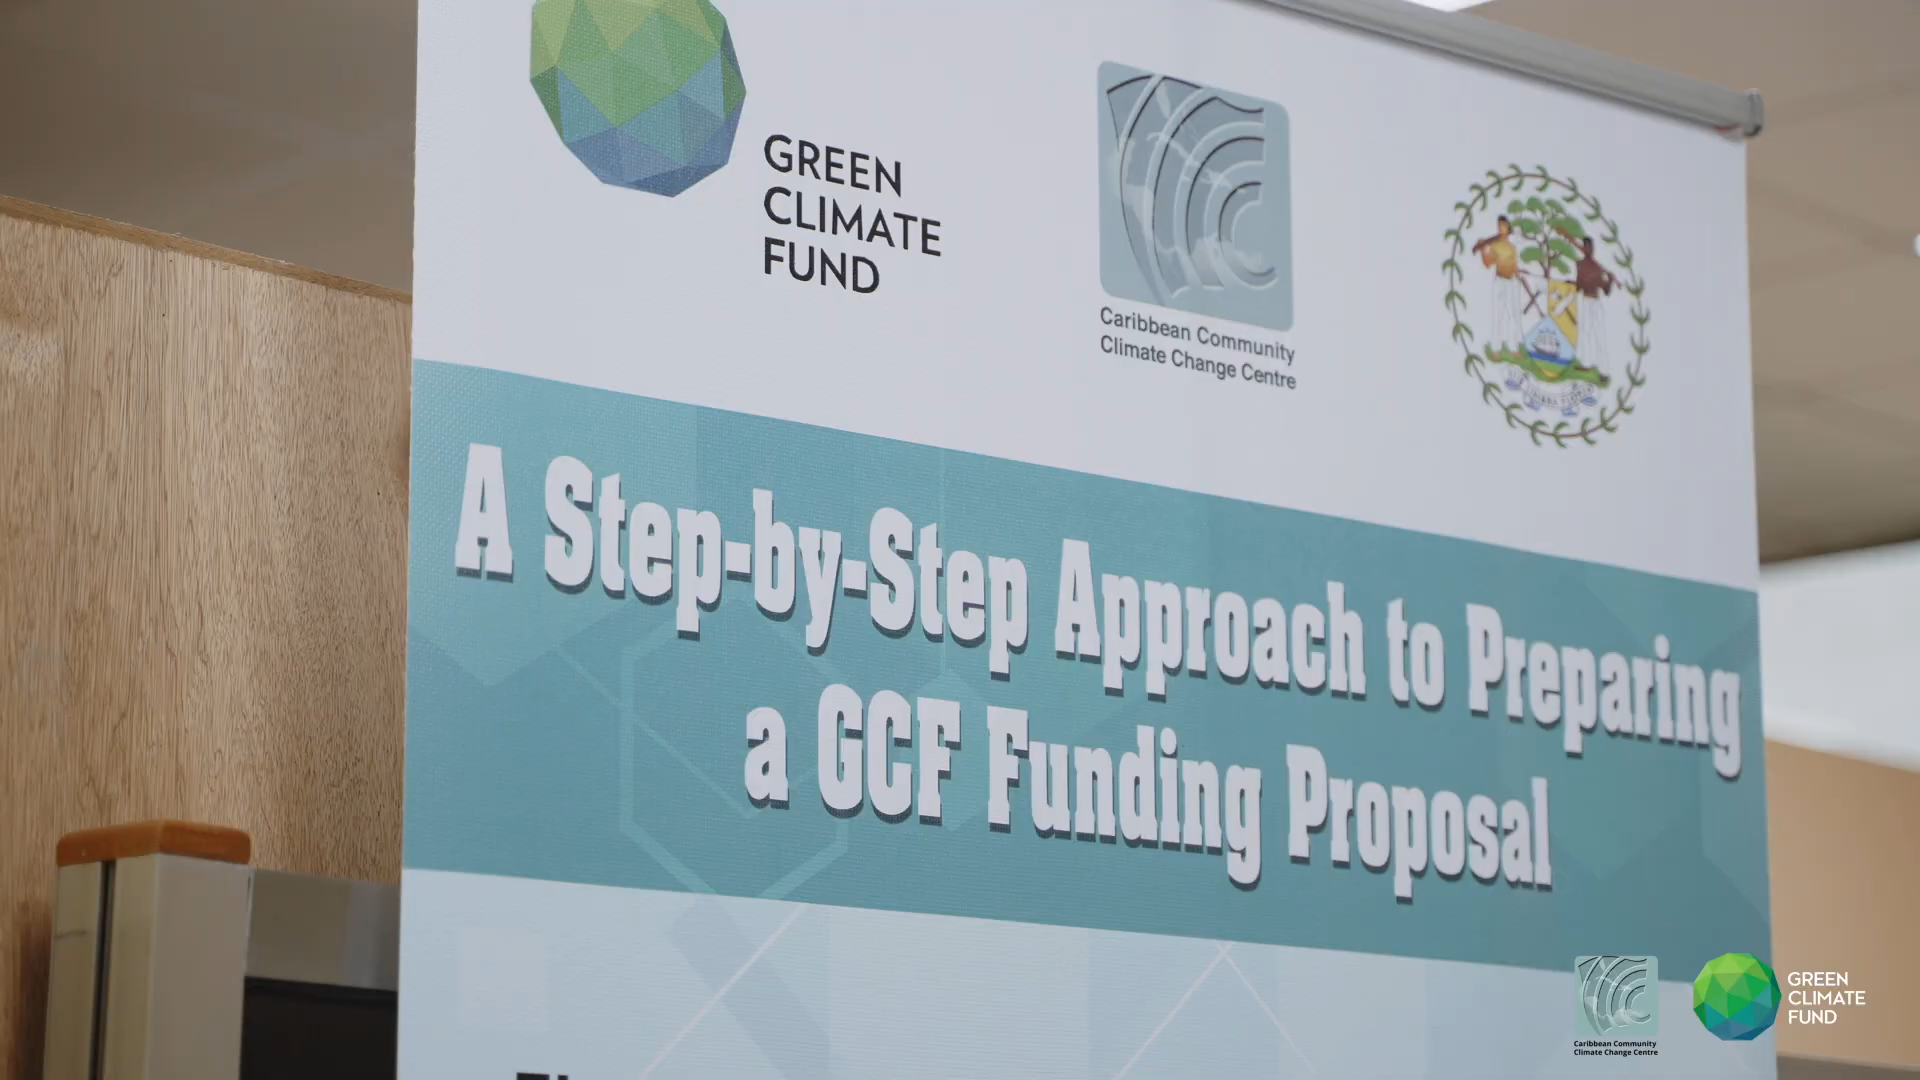 GREEN
CLIMATE
FUND
Caribbean Community
Climate Change Centre
A Step-by-Step Approach to Preparing
a GCF Funding Proposal
Caribbean Community
Climate Change Centre
GREEN
CLIMATE
FUND